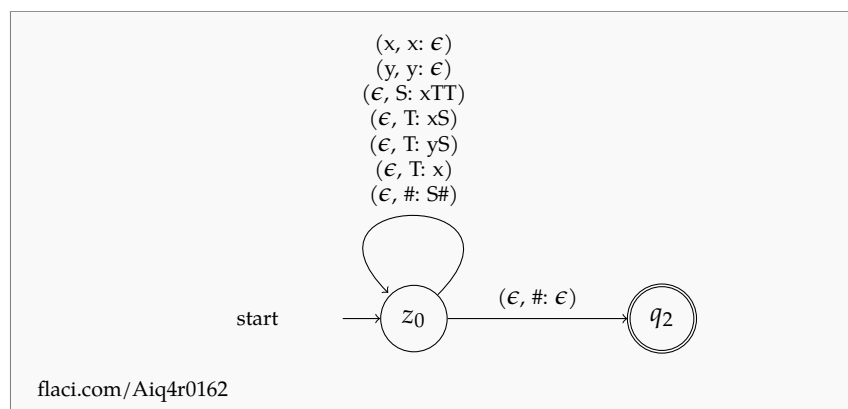 (x, x: ϵ)
(y, y: ϵ)
(ϵ, S: xTT)
(ϵ, T: xS)
(ϵ, T: yS)
(ϵ, T: x)
(ϵ, #: S#)
(ϵ, #: ϵ)
start
z₀
q₂
flaci.com/Aiq4r0162